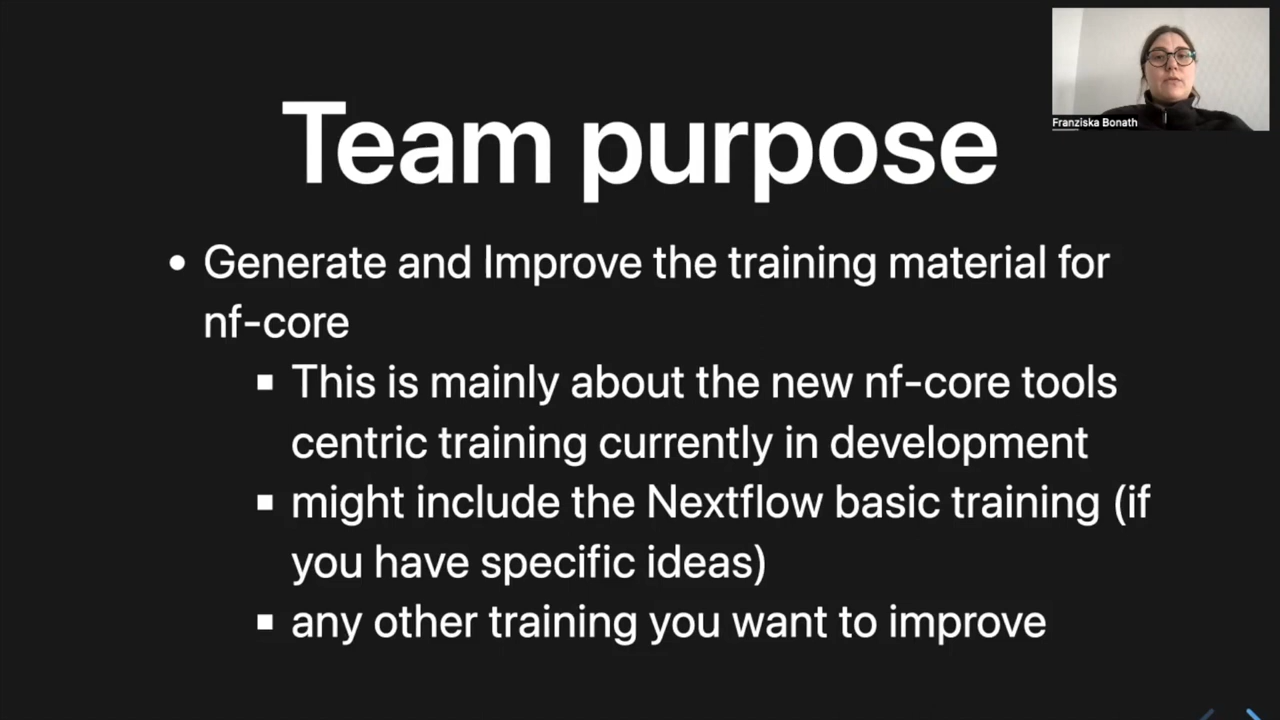 Team purpose
Franziska Bonath
• Generate and Improve the training material for
nf-core
▪ This is mainly about the new nf-core tools
centric training currently in development
▪ might include the Nextflow basic training (if
you have specific ideas)
▪ any other training you want to improve